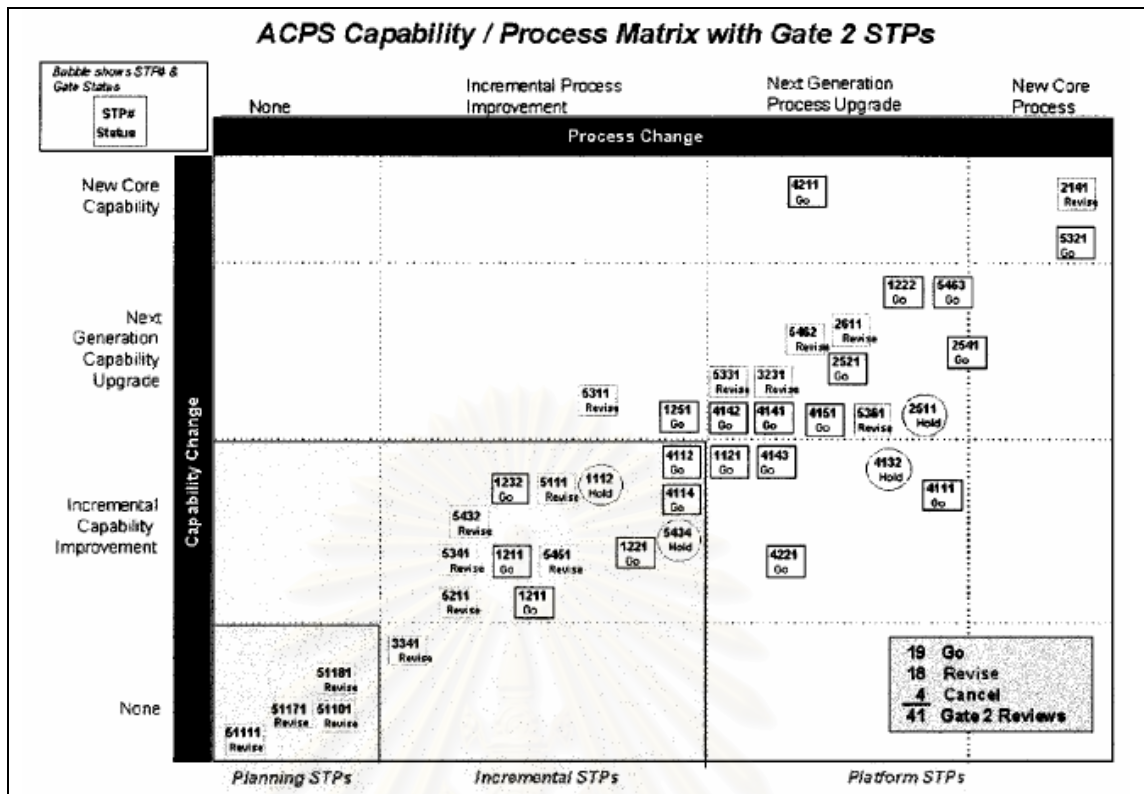 ACPS Capability / Process Matrix with Gate 2 STPs
Bubble shows STP# &
Gate Status
STP#
Status
None
Incremental Process
Improvement
Next Generation
Process Upgrade
New Core
Process
Process Change
Capability Change
New Core
Capability
4211
Go
2141
Revise
5321
Go
Next
Generation
Capability
Upgrade
1222
Go
5463
Go
5462
Revise
2611
Revise
2541
Go
2521
Go
5331
Revise
3231
Revise
5311
Revise
1251
Go
4142
Go
4141
Go
4151
Go
5361
Revise
2511
Hold
Incremental
Capability
Improvement
4112
Go
1121
Go
4143
Go
4132
Hold
1232
Go
5111
Revise
1112
Hold
4114
Go
4111
Go
5432
Revise
5434
Hold
5341
Revise
1211
Go
5451
Revise
1221
Go
4221
Go
5211
Revise
1211
Go
None
3341
Revise
51181
Revise
51171
Revise
51101
Revise
51111
Revise
19 Go
18 Revise
4 Cancel
41 Gate 2 Reviews
Planning STPs
Incremental STPs
Platform STPs